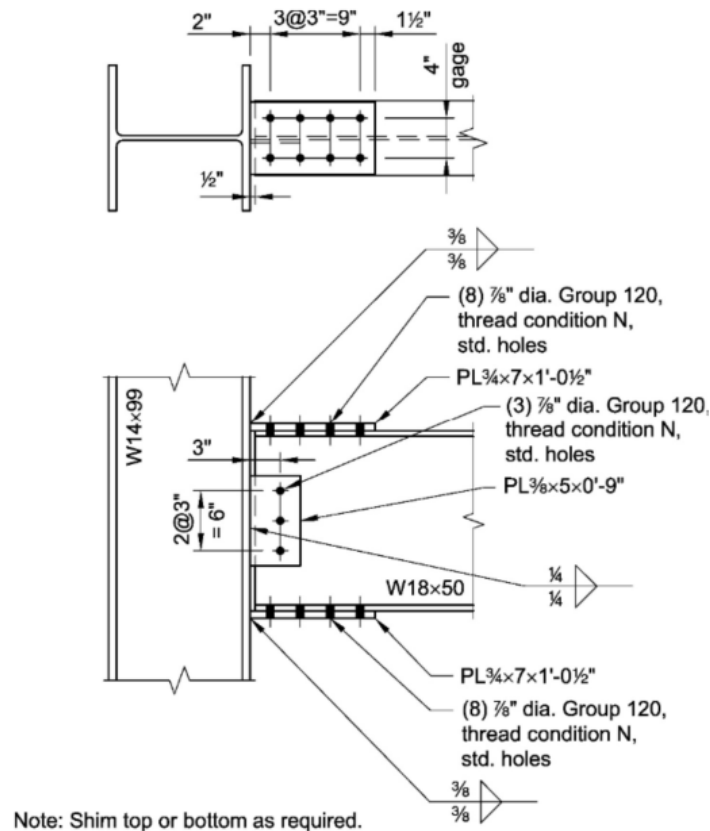 2" 3@3"=9" 1½"
4"
gage
½"
⅜
⅜
(8) ⅞" dia. Group 120,
thread condition N,
std. holes
PL¾×7×1'-0½"
(3) ⅞" dia. Group 120,
thread condition N,
std. holes
W14×99
3"
2@3"
= 6"
PL⅜×5×0'-9"
W18×50
¼
¼
PL¾×7×1'-0½"
(8) ⅞" dia. Group 120,
thread condition N,
std. holes
⅜
⅜
Note: Shim top or bottom as required.